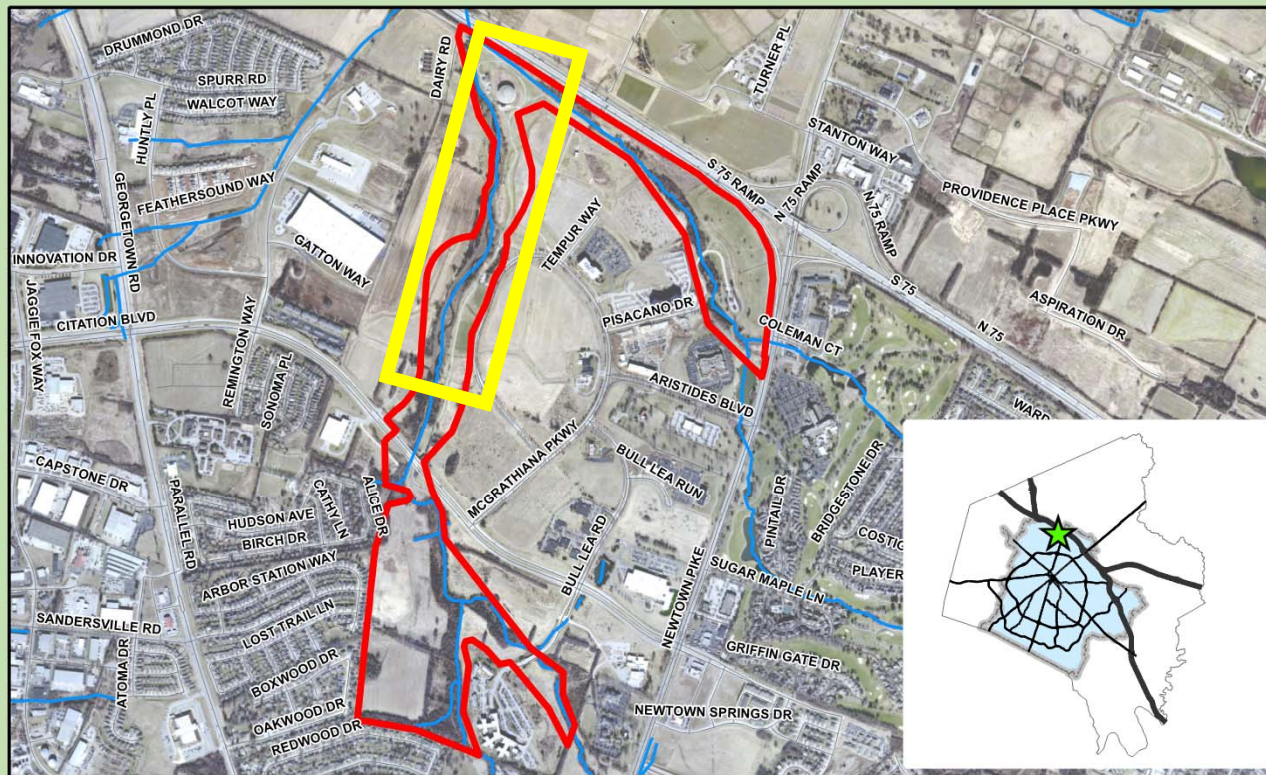 DRUMMOND DR
SPURR RD
WALCOT WAY
HUNTLY PL
DAIRY RD
TURNER PL
STANTON WAY
GEORGETOWN RD
FEATHERSOUND WAY
S 75 RAMP
N 75 RAMP
N 75 RAMP
PROVIDENCE PLACE PKWY
INNOVATION DR
GATTON WAY
TEMPUR WAY
S 75
JAGGIE FOX WAY
CITATION BLVD
REMINGTON WAY
PISACANO DR
COLEMAN CT
N 75
ASPIRATION DR
SONOMA PL
ARISTIDES BLVD
WARD
CAPSTONE DR
PARALLEL RD
CATHY LN
ALICE DR
MCGRATHIANA PKWY
BULL LEA RUN
PINTAIL DR
BRIDGESTONE DR
HUDSON AVE
BIRCH DR
COSTIG
ARBOR STATION WAY
BULL LEA RD
SUGAR MAPLE LN
PLAYER
SANDERSVILLE RD
LOST TRAIL LN
NEWTOWN PIKE
ATOMA DR
BOXWOOD DR
GRIFFIN GATE DR
OAKWOOD DR
REDWOOD DR
NEWTOWN SPRINGS DR